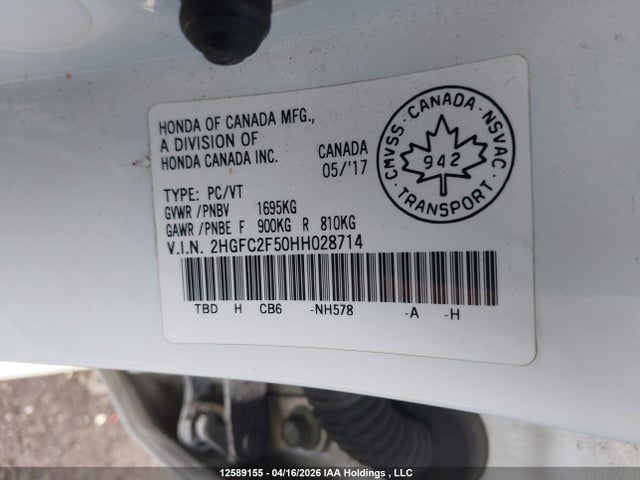 HONDA OF CANADA MFG.,
A DIVISION OF
HONDA CANADA INC.
CANADA
05/'17
CMVSS · CANADA · NSVAC
942
TRANSPORT
TYPE: PC/VT
GVWR /PNBV 1695KG
GAWR /PNBE F 900KG R 810KG
V.I.N. 2HGFC2F50HH028714
TBD H CB6 -NH578 -A -H
12589155 - 04/16/2026 IAA Holdings , LLC